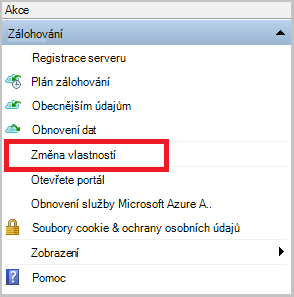 Akce
Zálohování
Registrace serveru
Plán zálohování
Obecnějším údajům
Obnovení dat
Změna vlastností
Otevřete portál
Obnovení služby Microsoft Azure A..
Soubory cookie & ochrany osobních údajů
Zobrazení
Pomoc